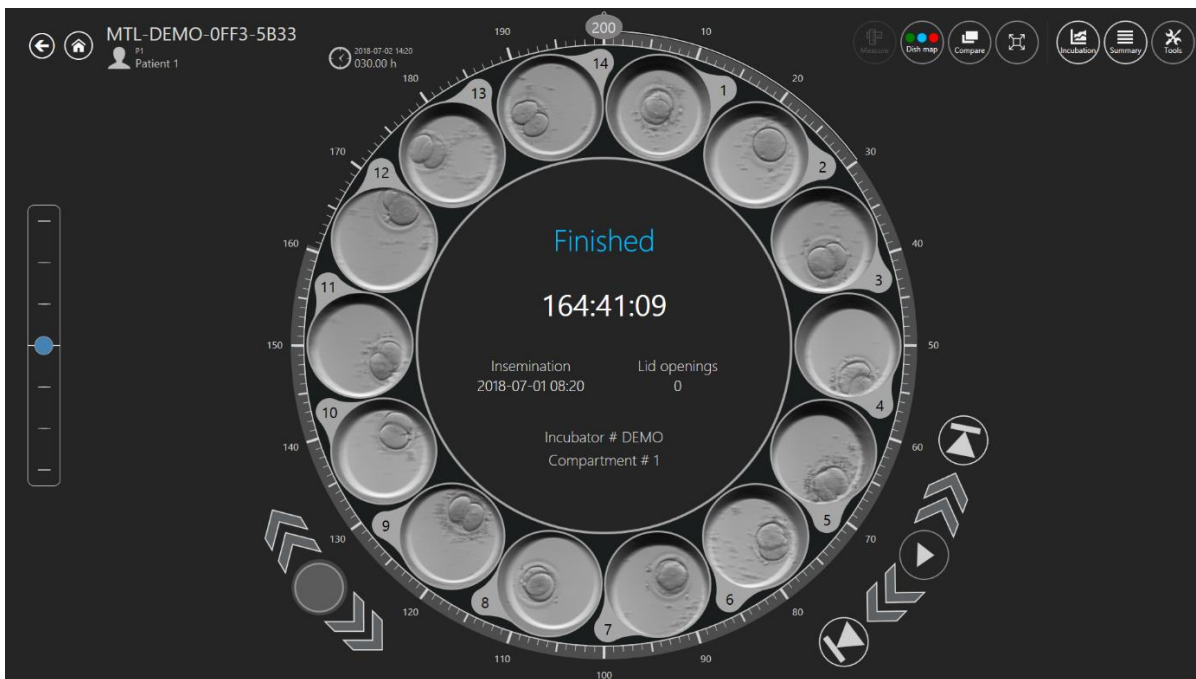 MTL-DEMO-0FF3-5B33
P1
Patient 1
2018-07-02 14:20
030.00 h
Measure
Dish map
Compare
Incubation
Summary
Tools
200
10
20
30
40
50
60
70
80
90
100
110
120
130
140
150
160
170
180
190
1
2
3
4
5
6
7
8
9
10
11
12
13
14
Finished
164:41:09
Insemination
Lid openings
2018-07-01 08:20
0
Incubator # DEMO
Compartment # 1